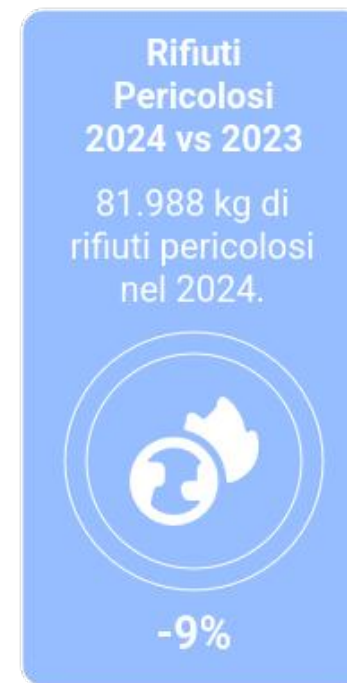 Rifiuti
Pericolosi
2024 vs 2023
81.988 kg di
rifiuti pericolosi
nel 2024.
-9%